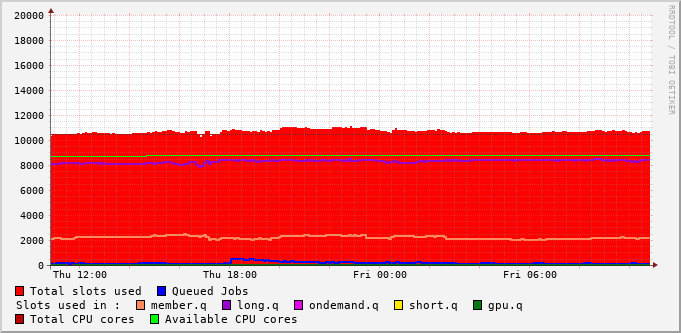 20000
18000
16000
14000
12000
10000
8000
6000
4000
2000
0
Thu 12:00 Thu 18:00 Fri 00:00 Fri 06:00
RRDTOOL / TOBI OETIKER
Total slots used Queued Jobs
Slots used in : member.q long.q ondemand.q short.q gpu.q
Total CPU cores Available CPU cores